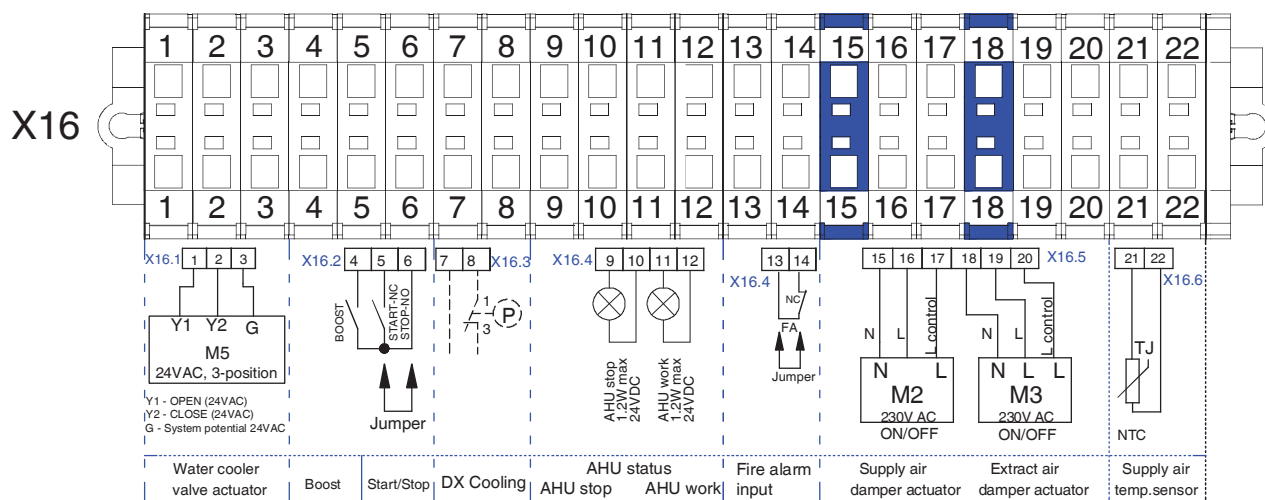 1 2 3 4 5 6 7 8 9 10 11 12 13 14 15 16 17 18 19 20 21 22
X16
1 2 3 4 5 6 7 8 9 10 11 12 13 14 15 16 17 18 19 20 21 22
X16.1 1 2 3
X16.2 4 5 6
7 8 X16.3
X16.4 9 10 11 12
13 14
X16.4
15 16 17 18 19 20 X16.5
21 22
X16.6
Y1 Y2 G
M5
24VAC, 3-position
Y1 - OPEN (24VAC)
Y2 - CLOSE (24VAC)
G - System potential 24VAC
BOOST
START-NC
STOP-NO
Jumper
1
3
P
AHU stop
1.2W max
24VDC
AHU work
1.2W max
24VDC
NC
FA
Jumper
N L L control
N L
M2
230V AC
ON/OFF
N L L control
N L L
M3
230V AC
ON/OFF
TJ
NTC
Water cooler
valve actuator
Boost
Start/Stop
DX Cooling
AHU status
AHU stop AHU work
Fire alarm
input
Supply air
damper actuator
Extract air
damper actuator
Supply air
temp.sensor